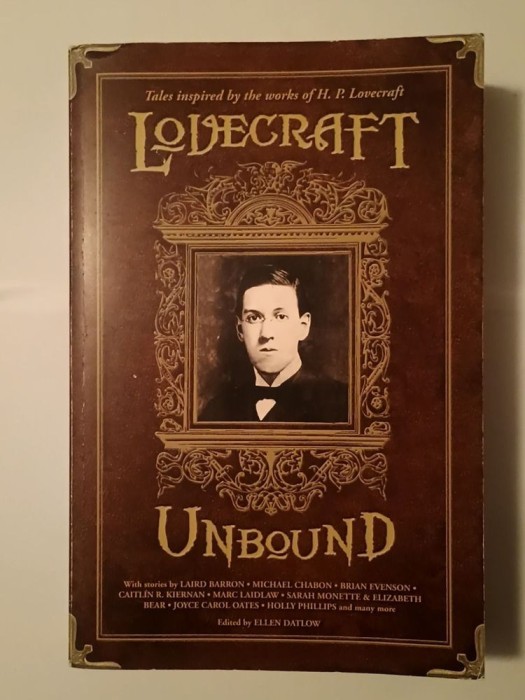 Tales inspired by the works of H. P. Lovecraft
LOVECRAFT
UNBOUND
With stories by LAIRD BARRON • MICHAEL CHABON • BRIAN EVENSON •
CAITLÍN R. KIERNAN • MARC LAIDLAW • SARAH MONETTE & ELIZABETH
BEAR • JOYCE CAROL OATES • HOLLY PHILLIPS and many more
Edited by ELLEN DATLOW